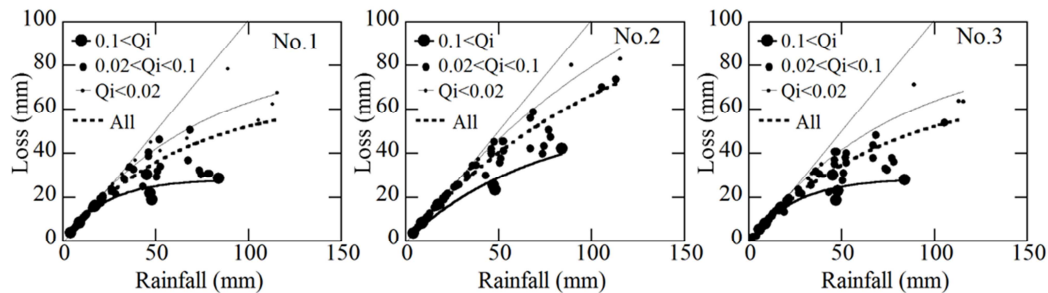 No.1
0.1<Qi
0.02<Qi<0.1
Qi<0.02
All
Loss (mm)
100
80
60
40
20
0
0 50 100 150
Rainfall (mm)
No.2
0.1<Qi
0.02<Qi<0.1
Qi<0.02
All
Loss (mm)
100
80
60
40
20
0
0 50 100 150
Rainfall (mm)
No.3
0.1<Qi
0.02<Qi<0.1
Qi<0.02
All
Loss (mm)
100
80
60
40
20
0
0 50 100 150
Rainfall (mm)